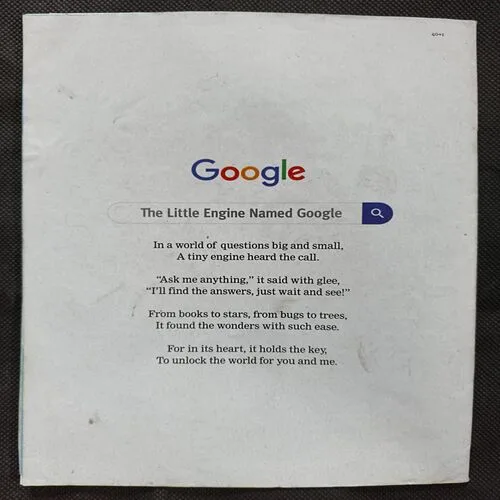 Google
The Little Engine Named Google
In a world of questions big and small,
A tiny engine heard the call.
“Ask me anything,” it said with glee,
“I’ll find the answers, just wait and see!”
From books to stars, from bugs to trees,
It found the wonders with such ease.
For in its heart, it holds the key,
To unlock the world for you and me.